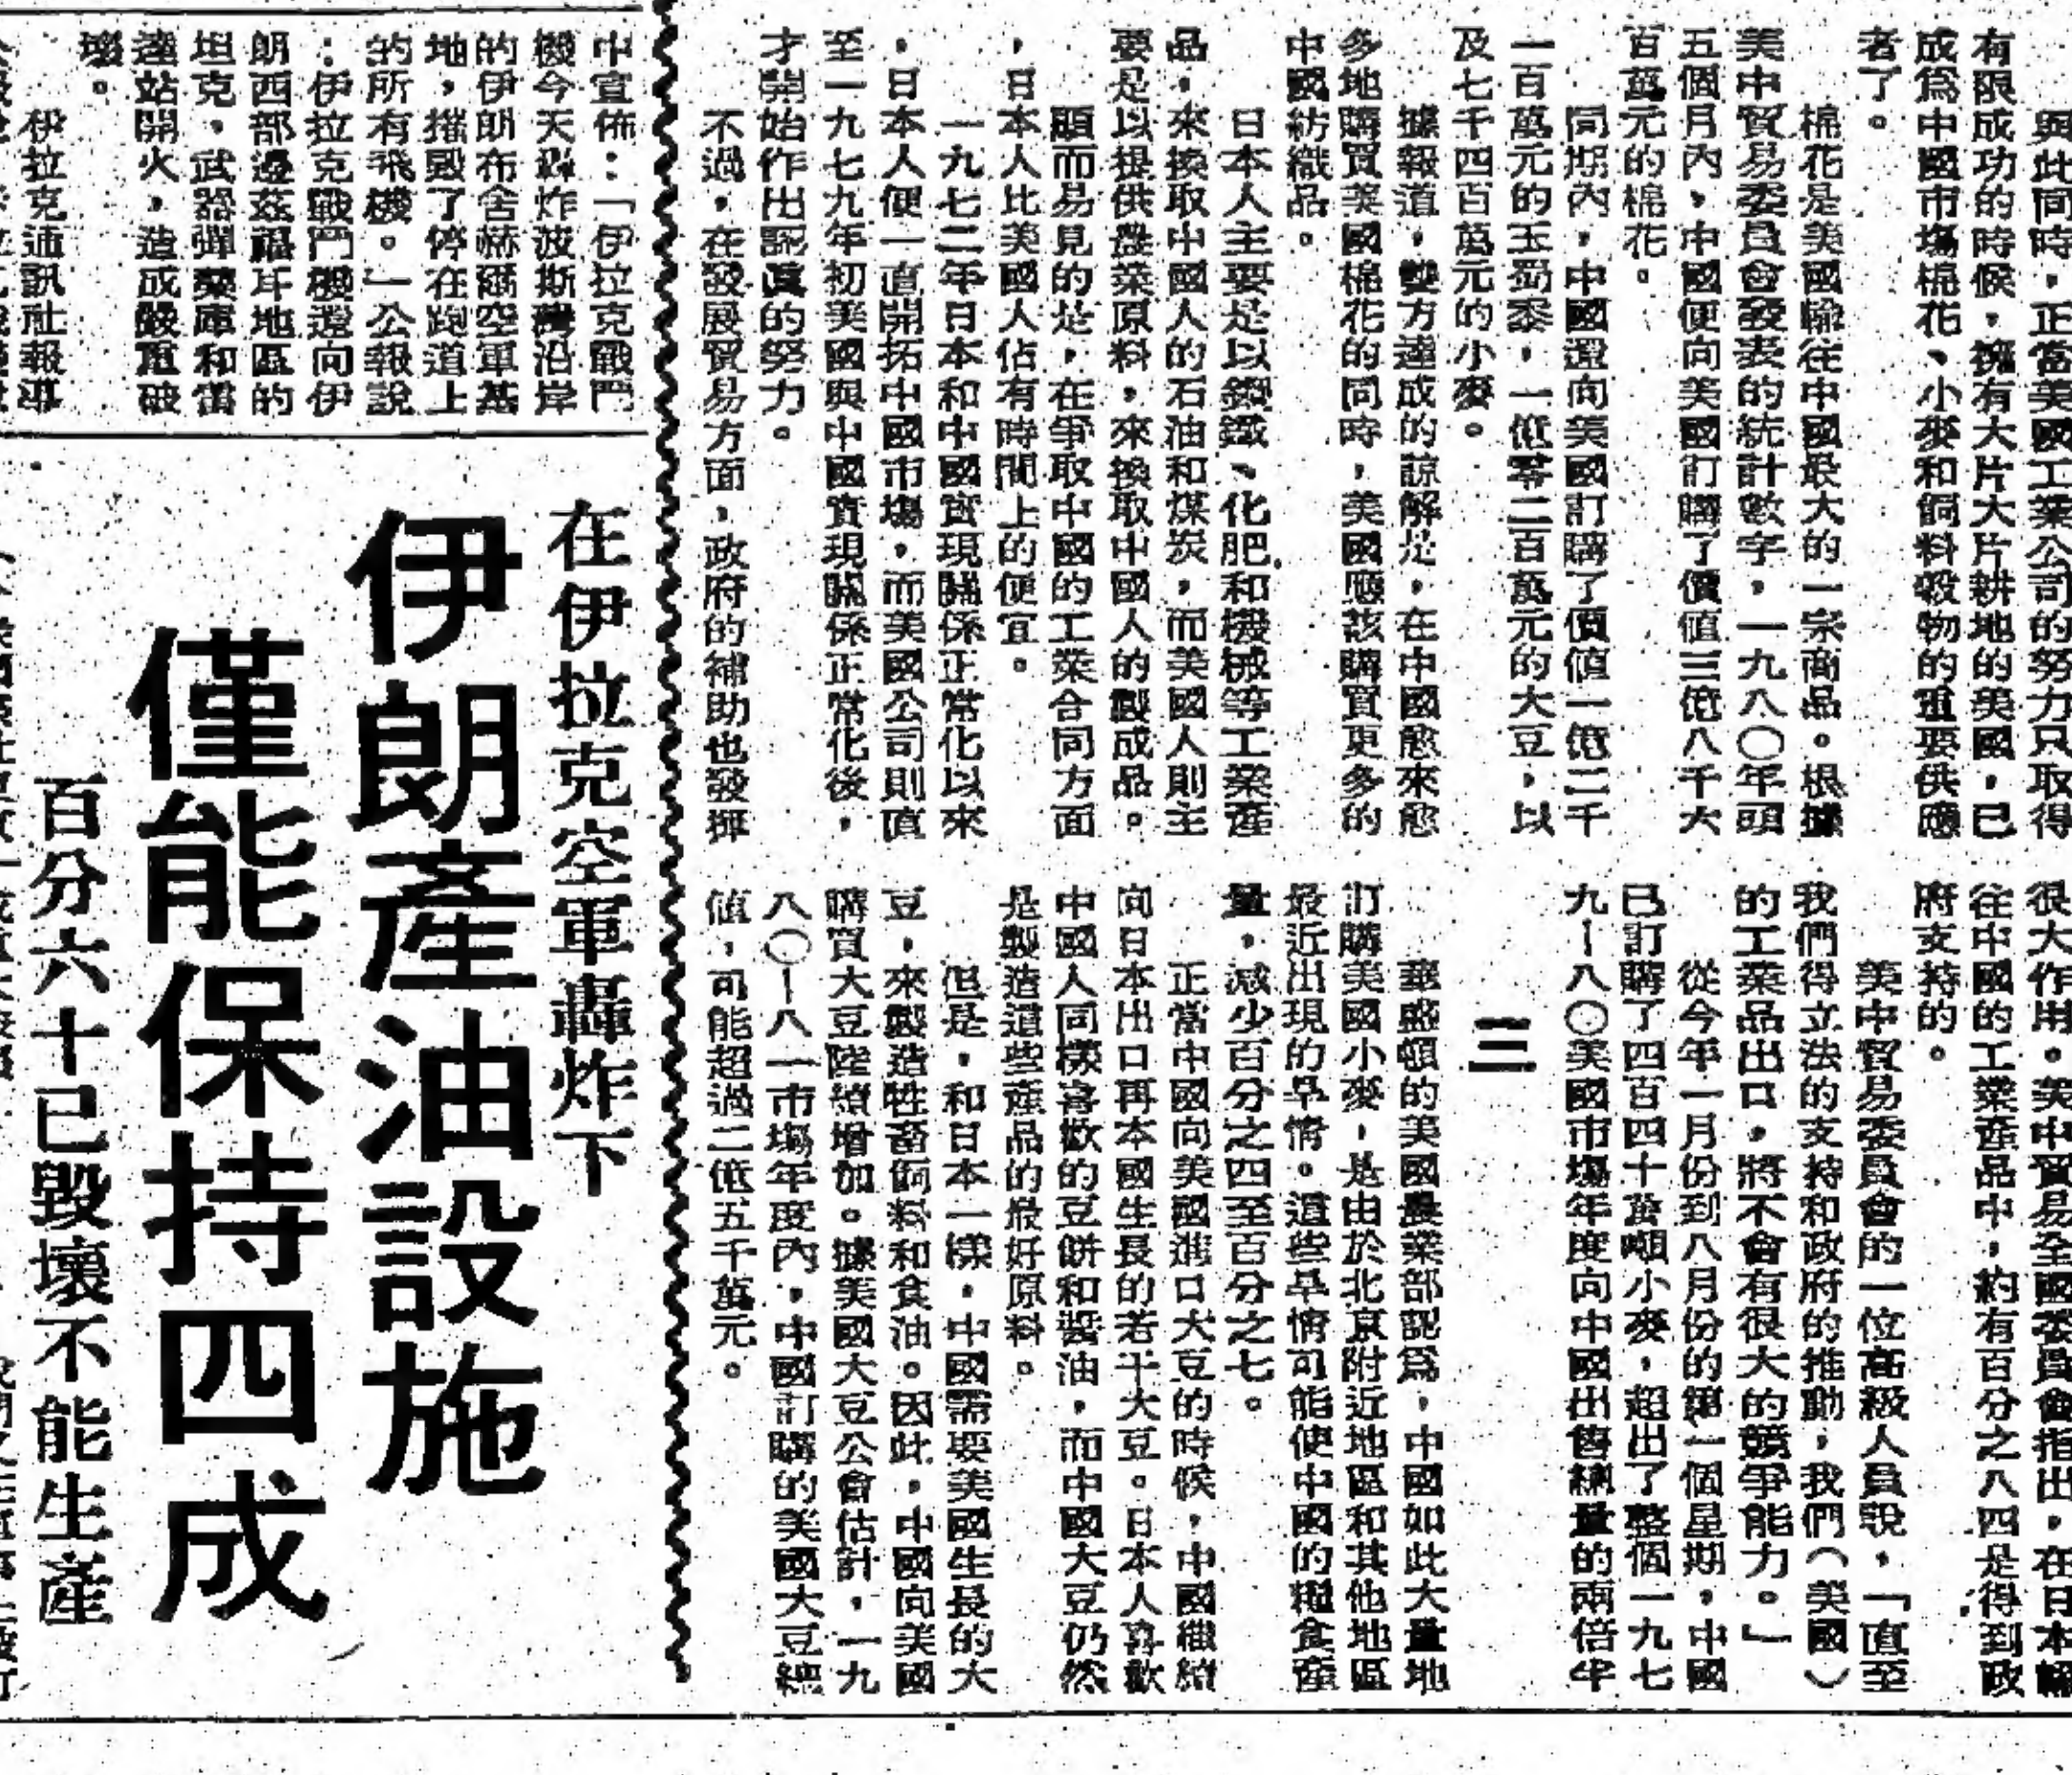 與此同時，正當美國工業公司的努力只取得
有限成功的時候，擁有大片大片耕地的美國，已
成爲中國市場棉花、小麥和飼料穀物的重要供應
者了。
棉花是美國輸往中國最大的一宗商品。根據
美中貿易委員會發表的統計數字，一九八〇年頭
五個月內，中國便向美國訂購了價值三億八千六
百萬元的棉花。
同期內，中國還向美國訂購了價值一億二千
一百萬元的玉蜀黍，一億零二百萬元的大豆，以
及七千四百萬元的小麥。
據報道，雙方達成的諒解是，在中國愈來愈
多地購買美國棉花的同時，美國應該購買更多的
中國紡織品。
日本人主要是以鋼鐵、化肥和機械等工業產
品，來換取中國人的石油和煤炭，而美國人則主
要是以提供農業原料，來換取中國人的製成品。
顯而易見的是，在爭取中國的工業合同方面
，日本人比美國人佔有時間上的便宜。
一九七二年日本和中國實現關係正常化以來
，日本人便一直開拓中國市場，而美國公司則直
至一九七九年初美國與中國實現關係正常化後，
才開始作出認眞的努力。
不過，在發展貿易方面，政府的補助也發揮
很大作用。美中貿易全國委員會指出，在日本輸
往中國的工業產品中，約有百分之八四是得到政
府支持的。
美中貿易委員會的一位高級人員說，「直至
我們得立法的支持和政府的推動，我們（美國）
的工業品出口，將不會有很大的競爭能力。」
從今年一月份到八月份的第一個星期，中國
已訂購了四百四十萬噸小麥，超出了整個一九七
九－八〇美國市場年度向中國出售總量的兩倍半
三
華盛頓的美國農業部認爲，中國如此大量地
訂購美國小麥，是由於北京附近地區和其他地區
最近出現的旱情。這些旱情可能使中國的糧食產
量，減少百分之四至百分之七。
正當中國向美國進口大豆的時候，中國繼續
向日本出口再本國生長的若干大豆。日本人喜歡
中國人同樣喜歡的豆餅和醬油，而中國大豆仍然
是製造這些產品的最好原料。
但是，和日本一樣，中國需要美國生長的大
豆，來製造牲畜飼料和食油。因此，中國向美國
購買大豆陸續增加。據美國大豆公會估計，一九
八〇－八一市場年度內，中國訂購的美國大豆總
值，可能超過二億五千萬元。
中宣佈：「伊拉克戰鬥
機今天轟炸波斯灣沿岸
的伊朗布舍赫爾空軍基
地，摧毀了停在跑道上
的所有飛機。」公報說
：伊拉克戰鬥機還向伊
朗西部邊茲福耳地區的
坦克，武器彈藥庫和雷
達站開火，造成嚴重破
壞。
伊拉克通訊社報導
在伊拉克空軍轟炸下
伊朗產油設施
僅能保持四成
百分六十已毀壞不能生產